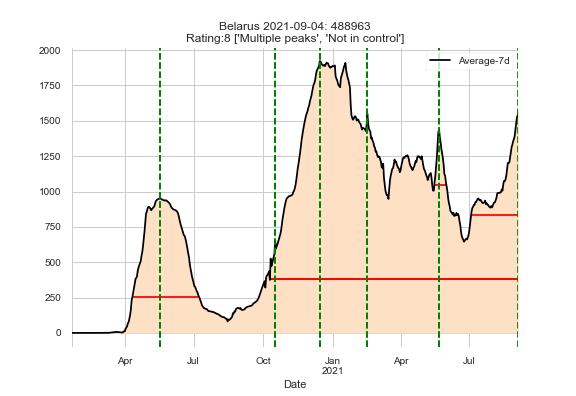 Belarus 2021-09-04: 488963
Rating:8 ['Multiple peaks', 'Not in control']
2000
1750
1500
1250
1000
750
500
250
0
Average-7d
Apr
Jul
Oct
Jan
2021
Apr
Jul
Date